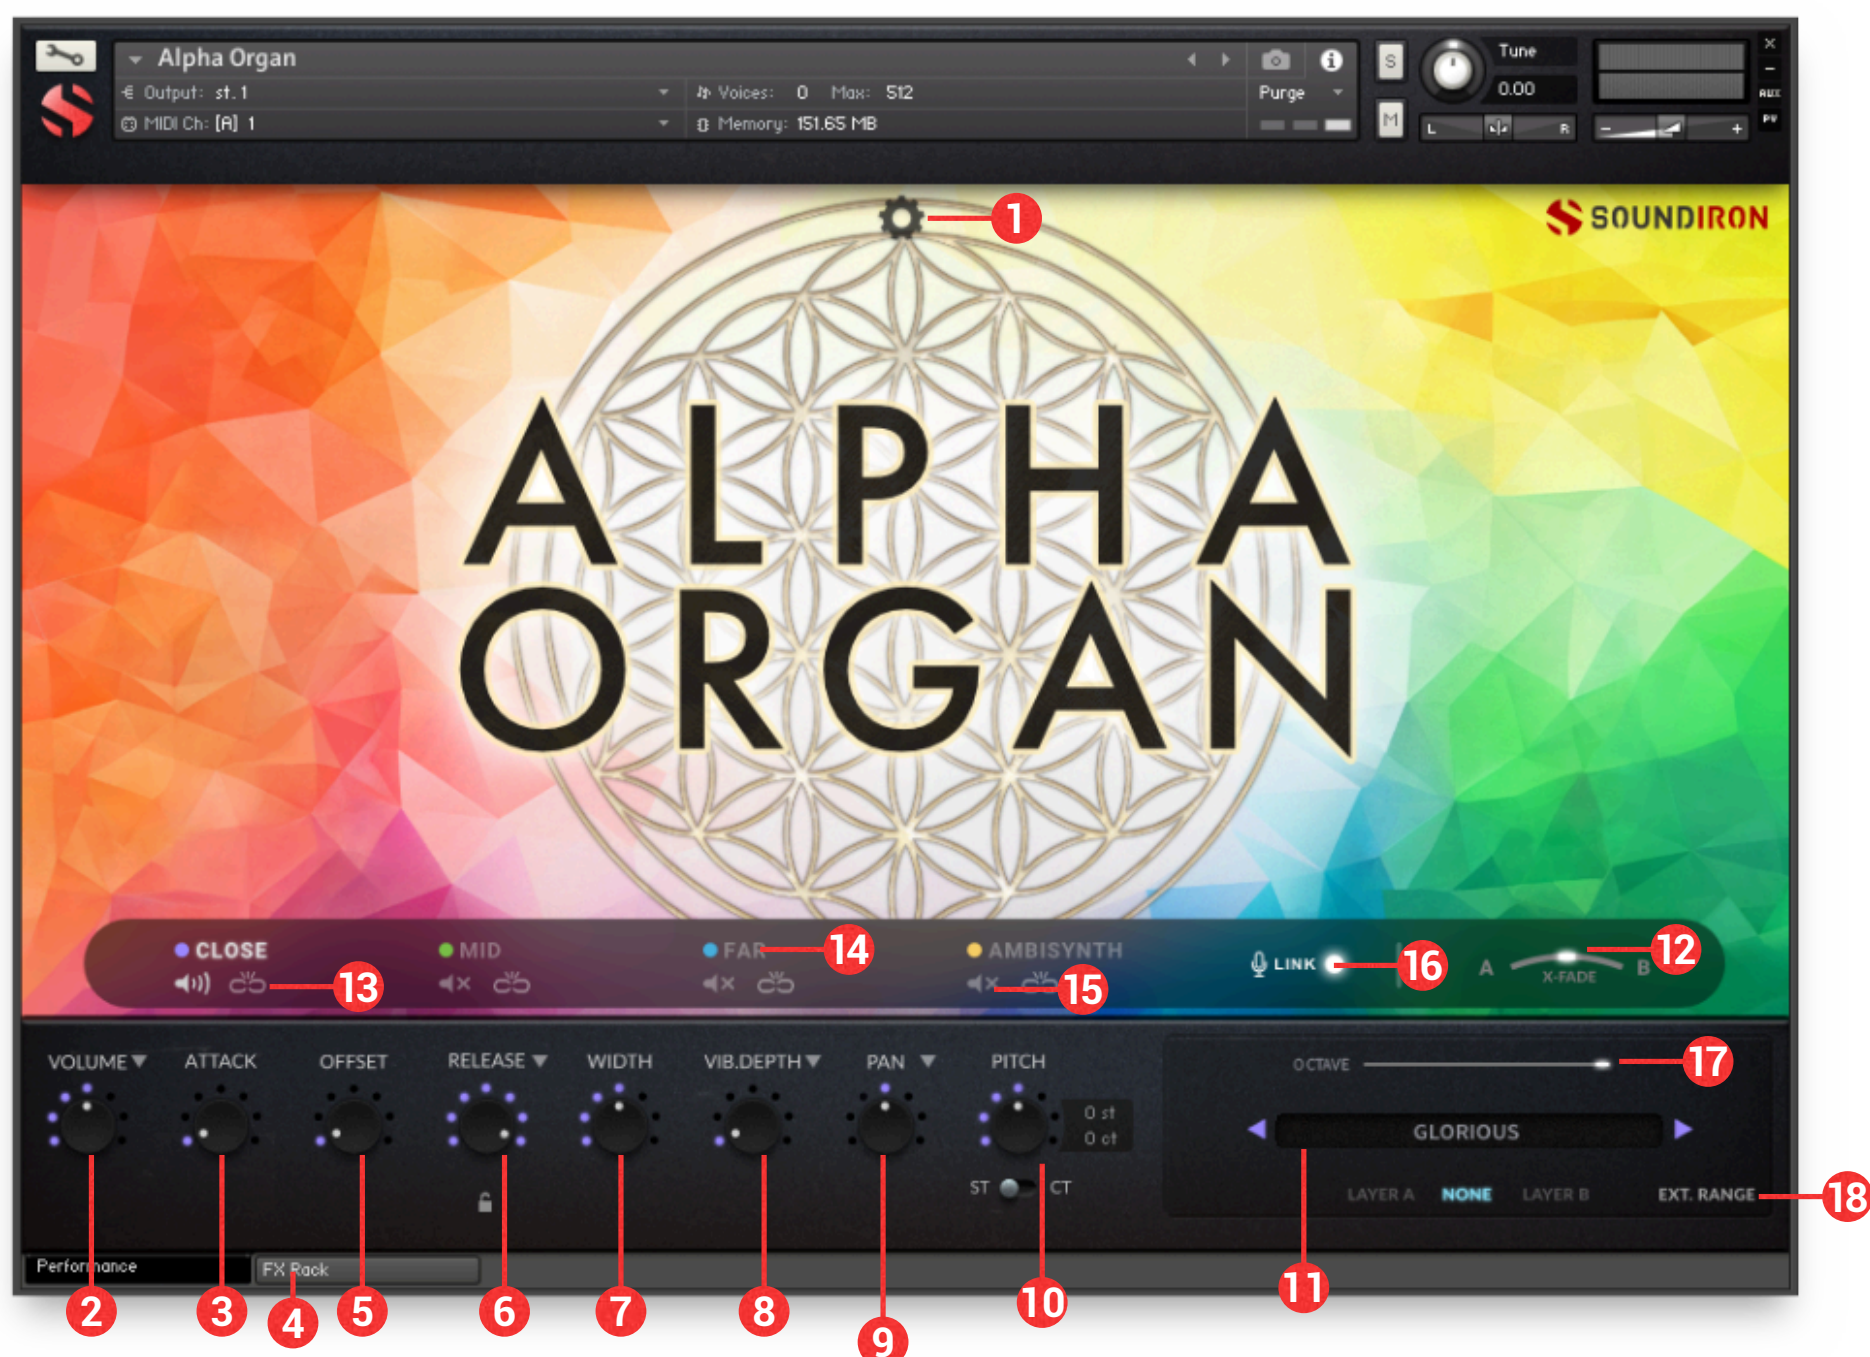 Alpha Organ
Output: st. 1
Voices: 0 Max: 512
Purge
MIDI Ch: [A] 1
Memory: 151.65 MB
S
M
Tune
0.00
L R
- +
×
-
AUX
PV
1
SOUNDIRON
ALPHA
ORGAN
CLOSE MID FAR 14 AMBISYNTH
LINK 16 A X-FADE B 12
13 15
VOLUME ATTACK OFFSET RELEASE WIDTH VIB.DEPTH PAN PITCH
0 st
0 ct
ST CT
OCTAVE 17
GLORIOUS
LAYER A NONE LAYER B EXT. RANGE 18
Performance FX Rack
2 3 4 5 6 7 8 9 10 11